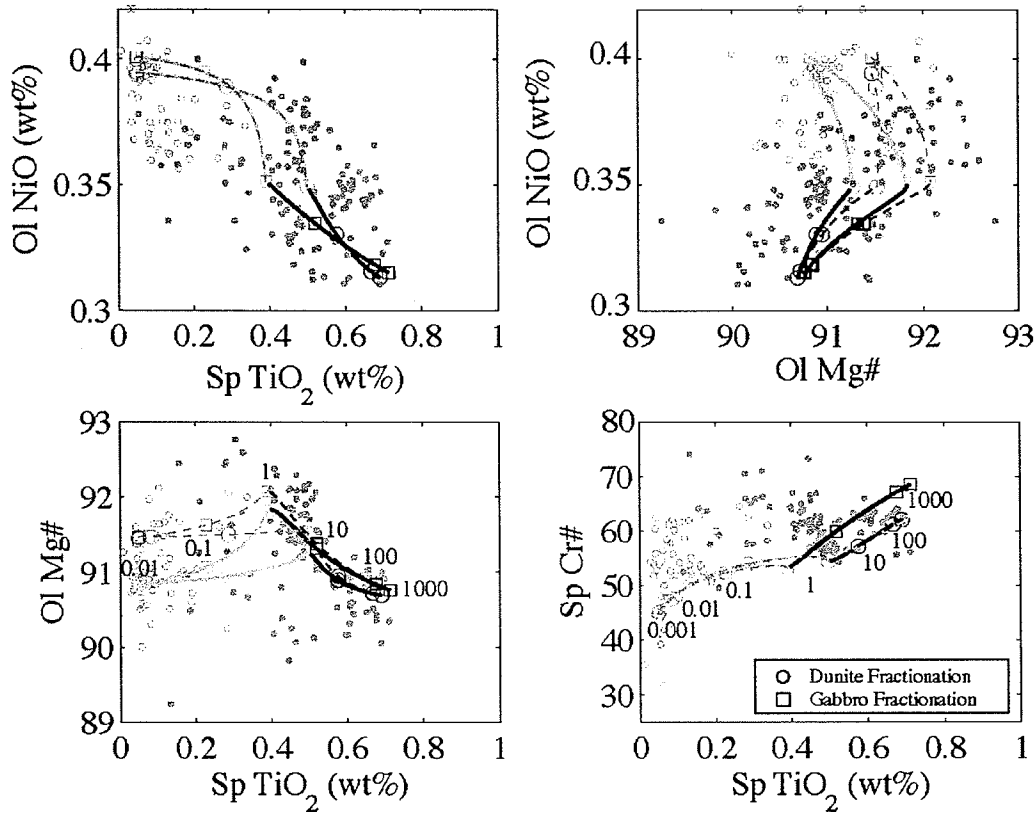 0.4
0.35
0.3
Ol NiO (wt%)
0 0.2 0.4 0.6 0.8 1
Sp TiO2 (wt%)
0.4
0.35
0.3
Ol NiO (wt%)
89 90 91 92 93
Ol Mg#
93
92
91
90
89
Ol Mg#
1
10
0.1
100
0.01
1000
0 0.2 0.4 0.6 0.8 1
Sp TiO2 (wt%)
80
70
60
50
40
30
Sp Cr#
1000
100
10
1
0.1
0.01
0.001
Dunite Fractionation
Gabbro Fractionation
0 0.2 0.4 0.6 0.8 1
Sp TiO2 (wt%)